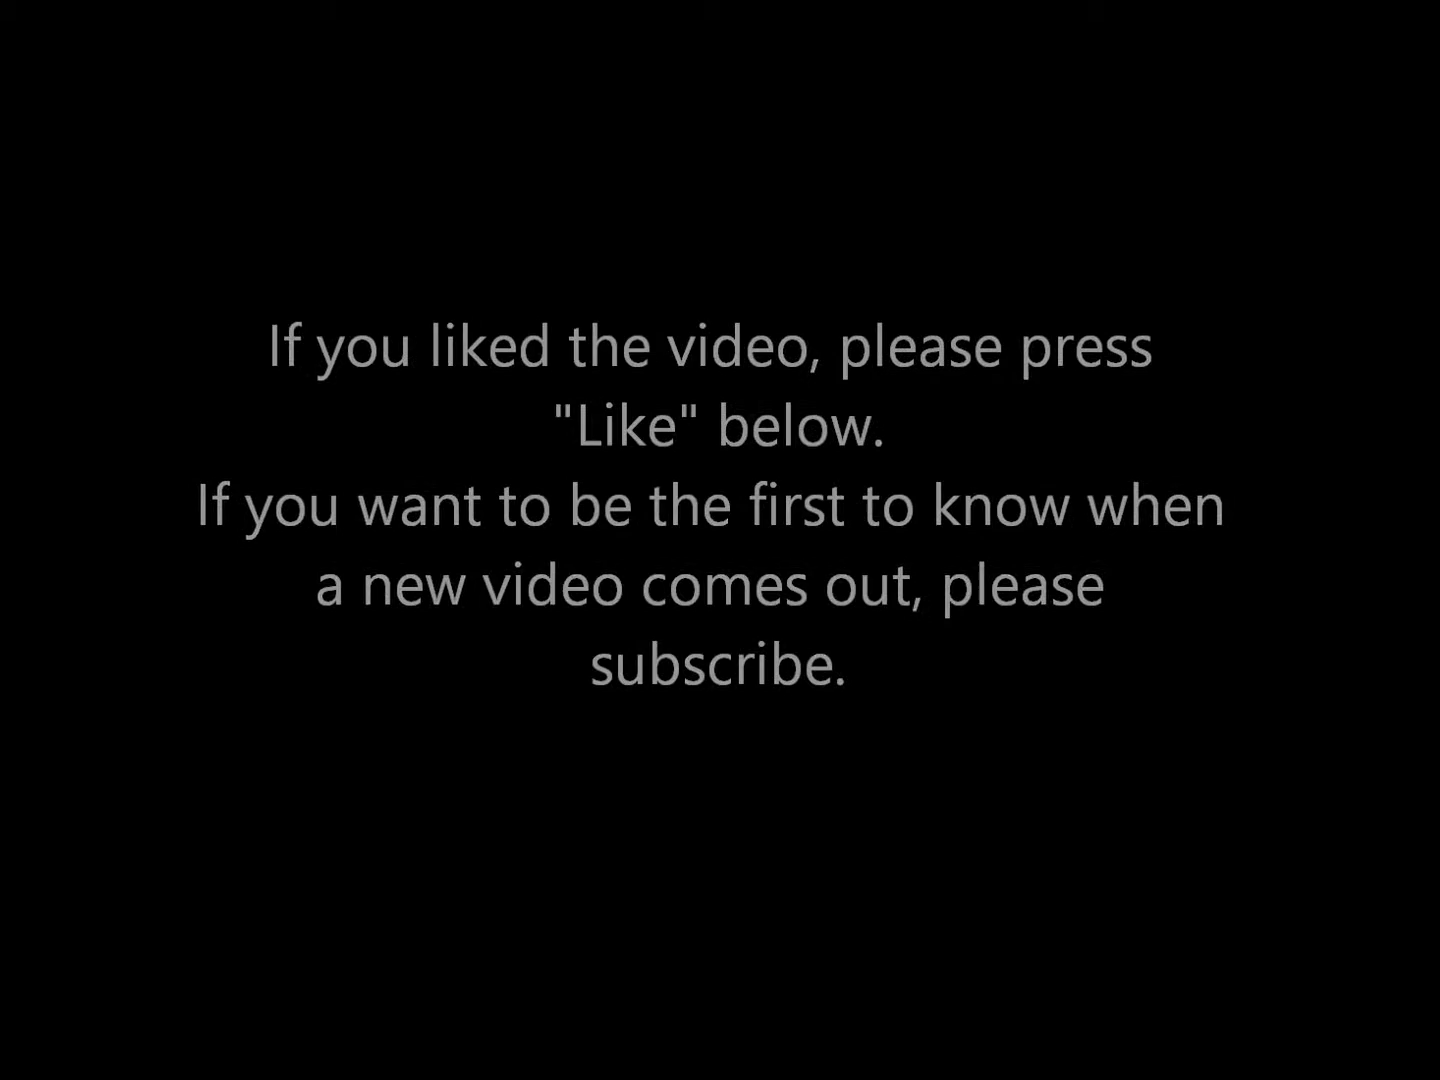 If you liked the video, please press
"Like" below.
If you want to be the first to know when
a new video comes out, please
subscribe.